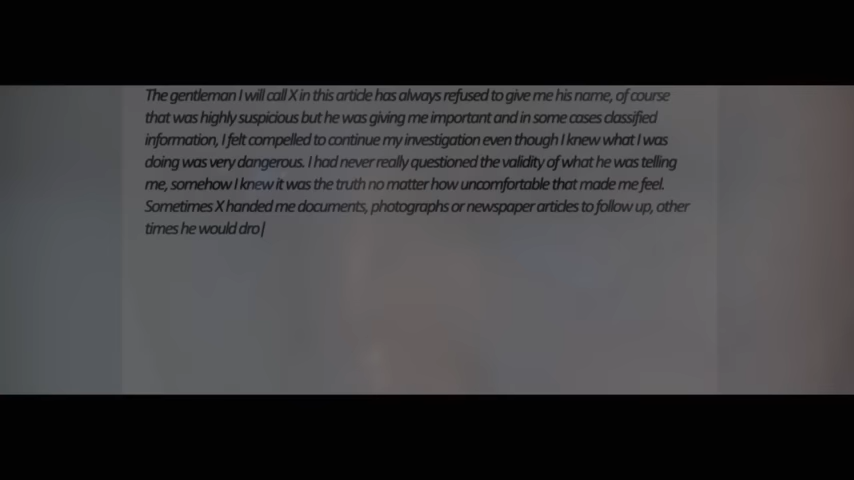 The gentleman I will call X in this article has always refused to give me his name, of course
that was highly suspicious but he was giving me important and in some cases classified
information, I felt compelled to continue my investigation even though I knew what I was
doing was very dangerous. I had never really questioned the validity of what he was telling
me, somehow I knew it was the truth no matter how uncomfortable that made me feel.
Sometimes X handed me documents, photographs or newspaper articles to follow up, other
times he would dro|